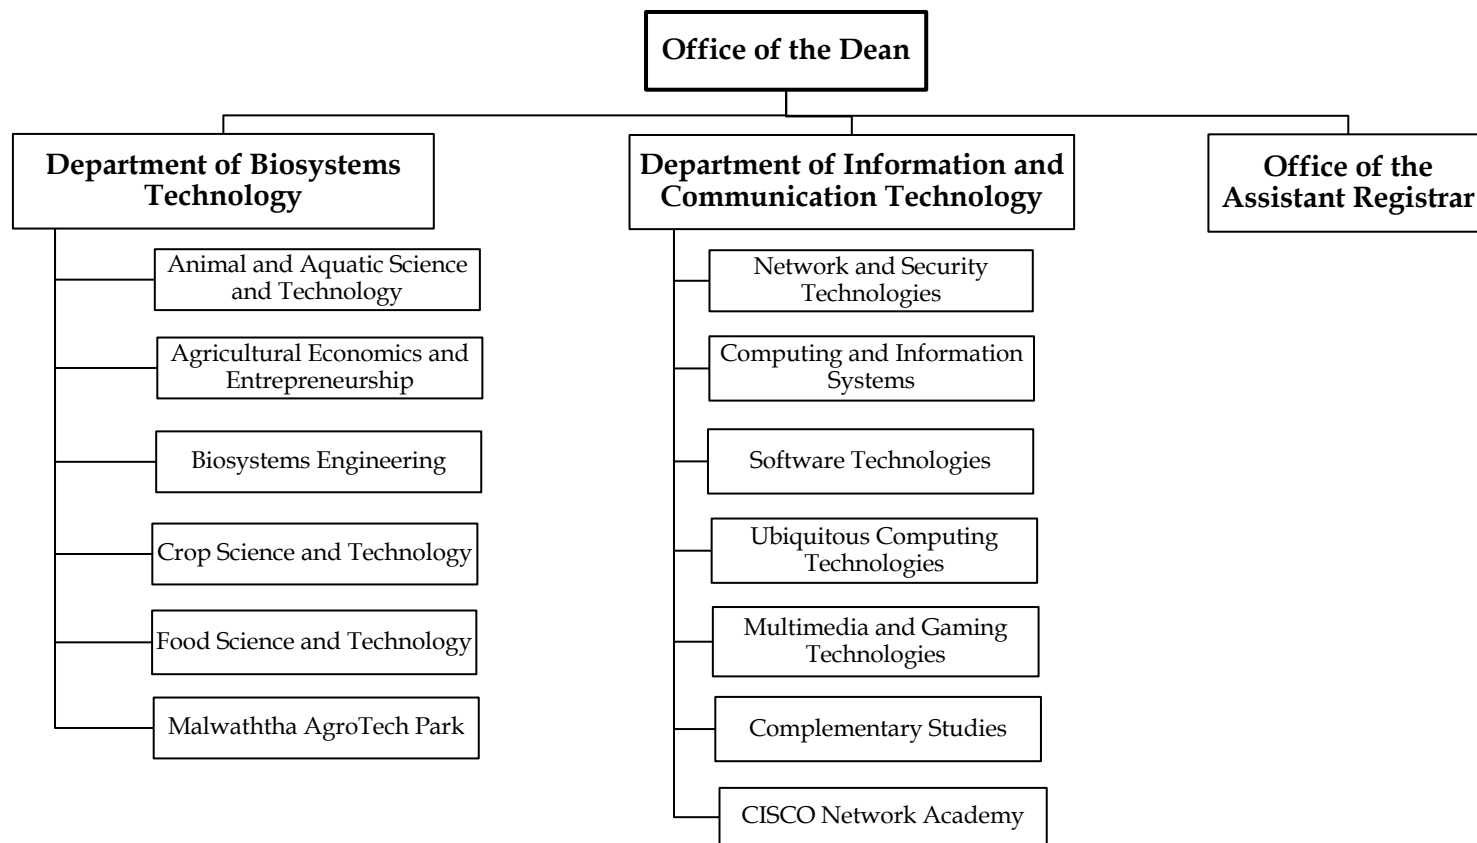 Office of the Dean
Department of Biosystems
Technology
Animal and Aquatic Science
and Technology
Agricultural Economics and
Entrepreneurship
Biosystems Engineering
Crop Science and Technology
Food Science and Technology
Malwaththa AgroTech Park
Department of Information and
Communication Technology
Network and Security
Technologies
Computing and Information
Systems
Software Technologies
Ubiquitous Computing
Technologies
Multimedia and Gaming
Technologies
Complementary Studies
CISCO Network Academy
Office of the
Assistant Registrar